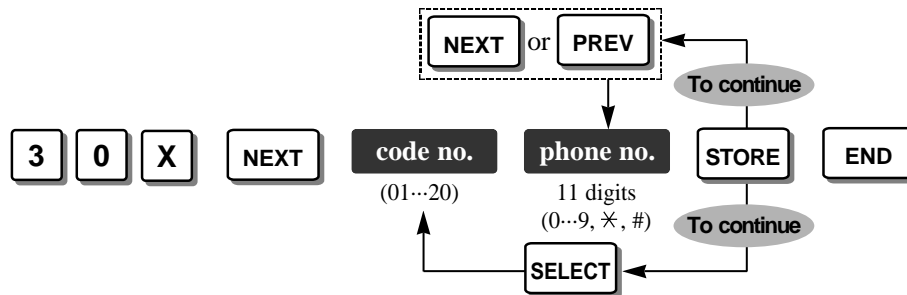 NEXT or PREV
To continue
3 0 X NEXT code no. phone no. STORE END
(01···20) 11 digits
(0···9, ✳, #)
To continue
SELECT